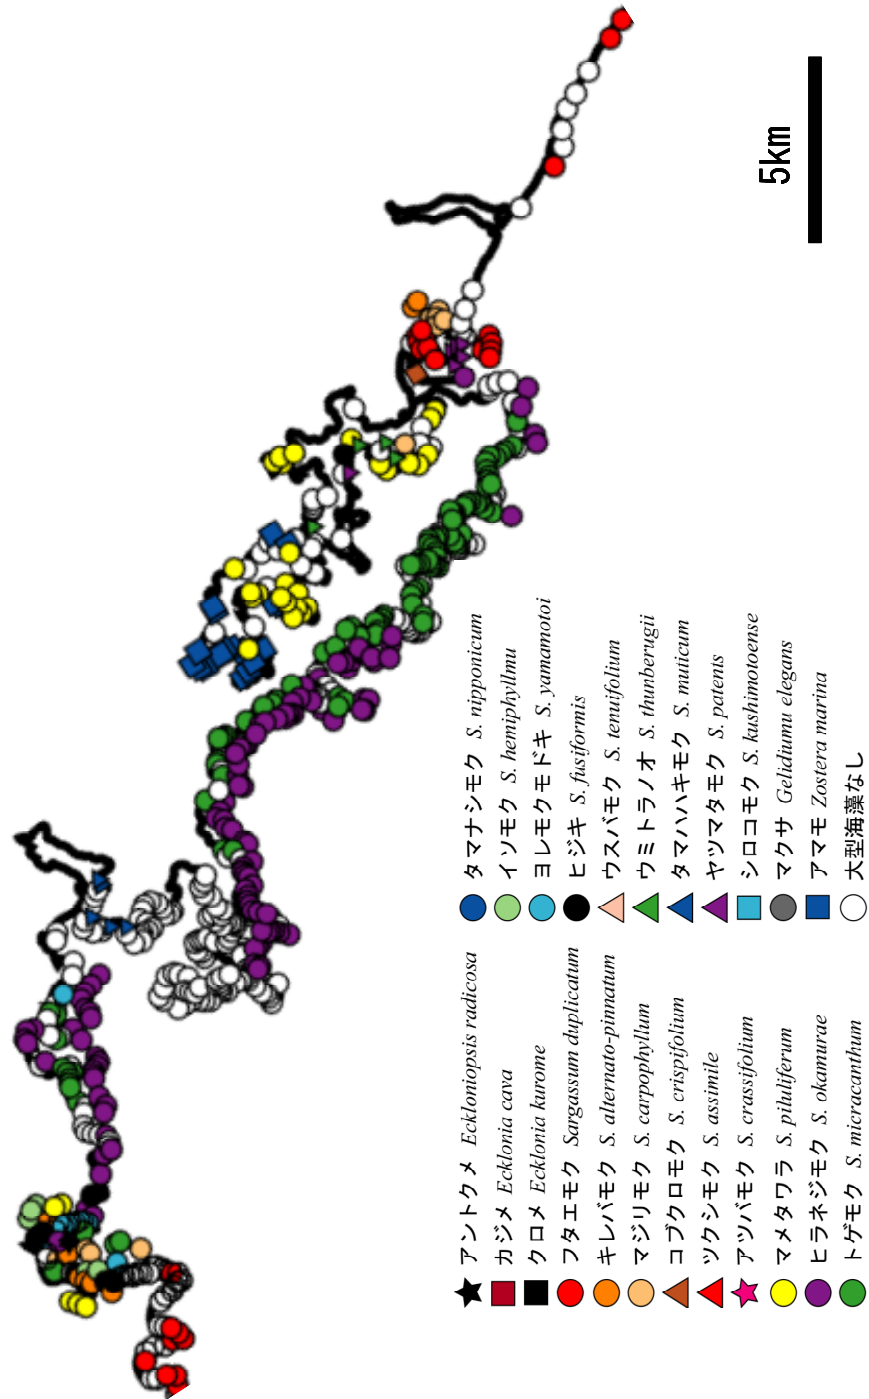 5km
アントクメ Eckloniopsis radicosa
カジメ Ecklonia cava
クロメ Ecklonia kurome
フタエモク Sargassum duplicatum
キレバモク S. alternato-pinnatum
マジリモク S. carpophyllum
コブクロモク S. crispifolium
ツクシモク S. assimile
アツバモク S. crassifolium
マメタワラ S. piluliferum
ヒラネジモク S. okamurae
トゲモク S. micracanthum
タマナシモク S. nipponicum
イソモク S. hemiphyllmu
ヨレモクモドキ S. yamamotoi
ヒジキ S. fusiformis
ウスバモク S. tenuifolium
ウミトラノオ S. thunberugii
タマハハキモク S. muticum
ヤツマタモク S. patents
シロコモク S. kushimotoense
マクサ Gelidiumu elegans
アマモ Zostera marina
大型海藻なし